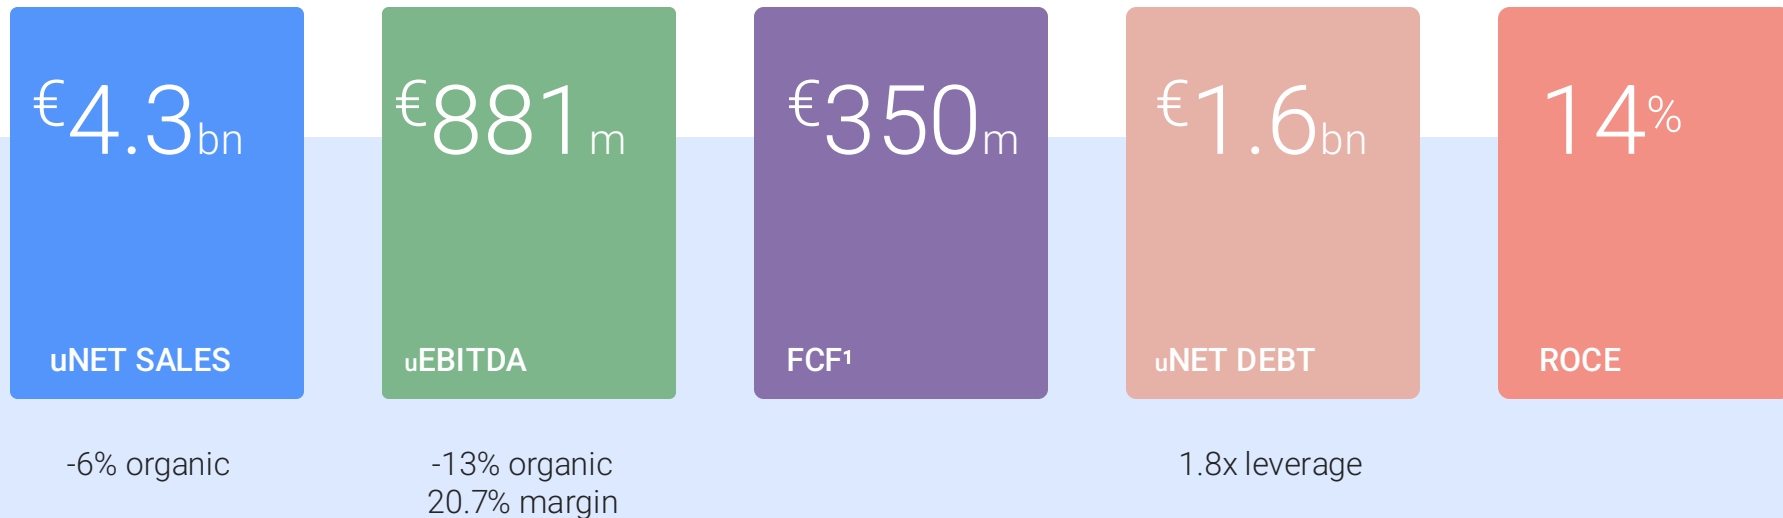 €4.3bn
uNET SALES
-6% organic
€881m
uEBITDA
-13% organic
20.7% margin
€350m
FCF¹
€1.6bn
uNET DEBT
1.8x leverage
14%
ROCE